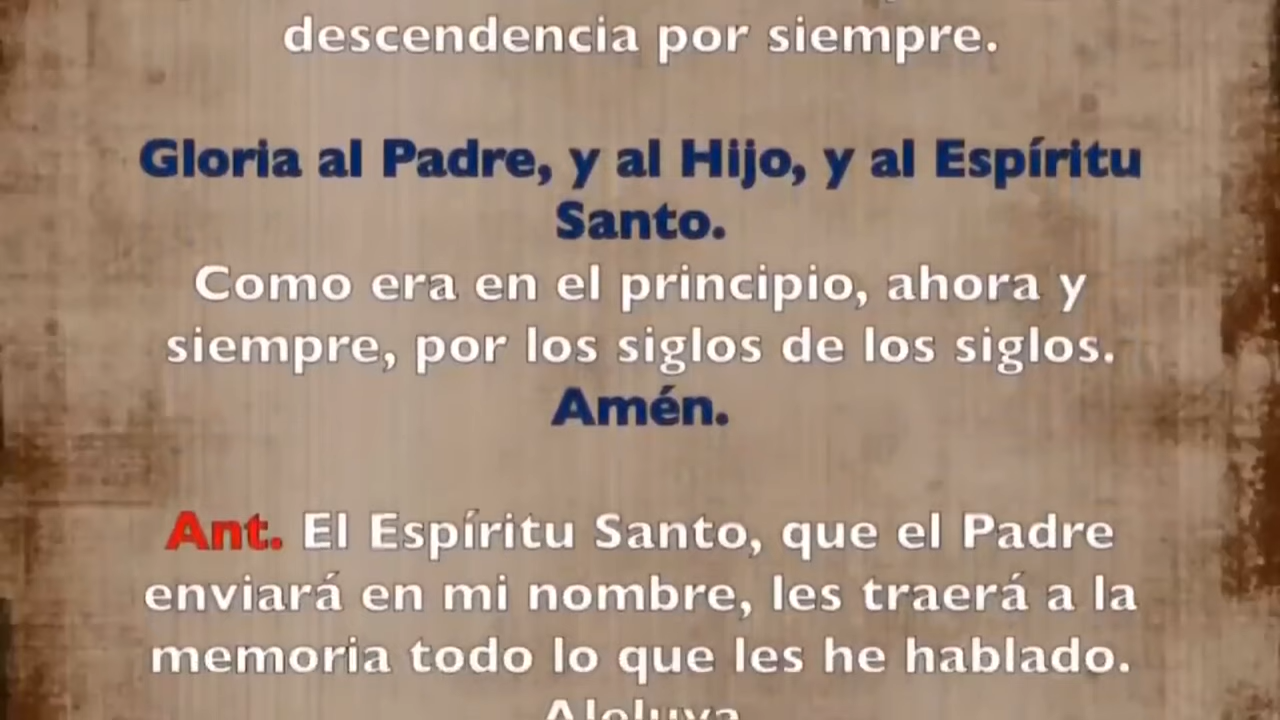 descendencia por siempre.
Gloria al Padre, y al Hijo, y al Espíritu
Santo.
Como era en el principio, ahora y
siempre, por los siglos de los siglos.
Amén.
Ant. El Espíritu Santo, que el Padre
enviará en mi nombre, les traerá a la
memoria todo lo que les he hablado.
Aleluya